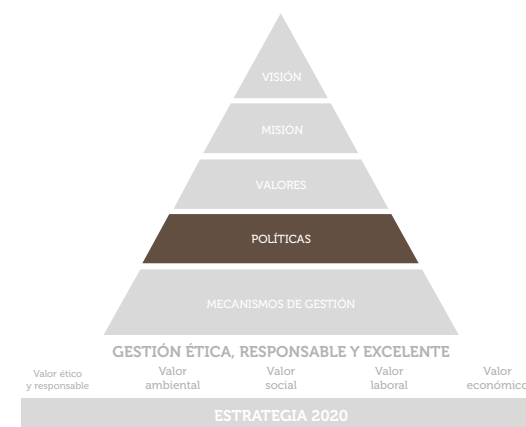 VISIÓN
MISIÓN
VALORES
POLÍTICAS
MECANISMOS DE GESTIÓN
GESTIÓN ÉTICA, RESPONSABLE Y EXCELENTE
Valor ético
y responsable
Valor
ambiental
Valor
social
Valor
laboral
Valor
económico
ESTRATEGIA 2020